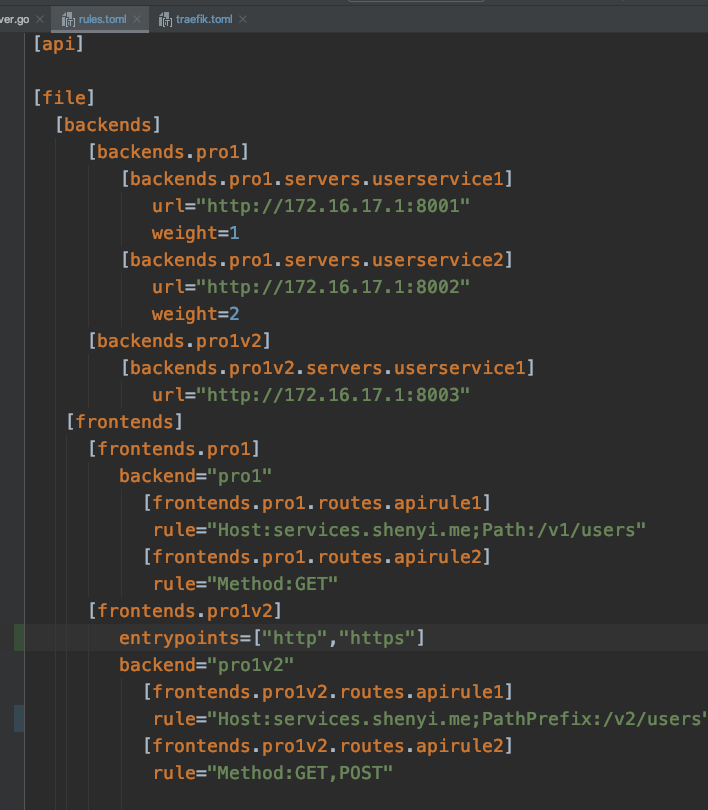 ver.go × rules.toml × traefik.toml ×
[api]
[file]
[backends]
[backends.pro1]
[backends.pro1.servers.userservice1]
url="http://172.16.17.1:8001"
weight=1
[backends.pro1.servers.userservice2]
url="http://172.16.17.1:8002"
weight=2
[backends.pro1v2]
[backends.pro1v2.servers.userservice1]
url="http://172.16.17.1:8003"
[frontends]
[frontends.pro1]
backend="pro1"
[frontends.pro1.routes.apirule1]
rule="Host:services.shenyi.me;Path:/v1/users"
[frontends.pro1.routes.apirule2]
rule="Method:GET"
[frontends.pro1v2]
entrypoints=["http","https"]
backend="pro1v2"
[frontends.pro1v2.routes.apirule1]
rule="Host:services.shenyi.me;PathPrefix:/v2/users"
[frontends.pro1v2.routes.apirule2]
rule="Method:GET,POST"